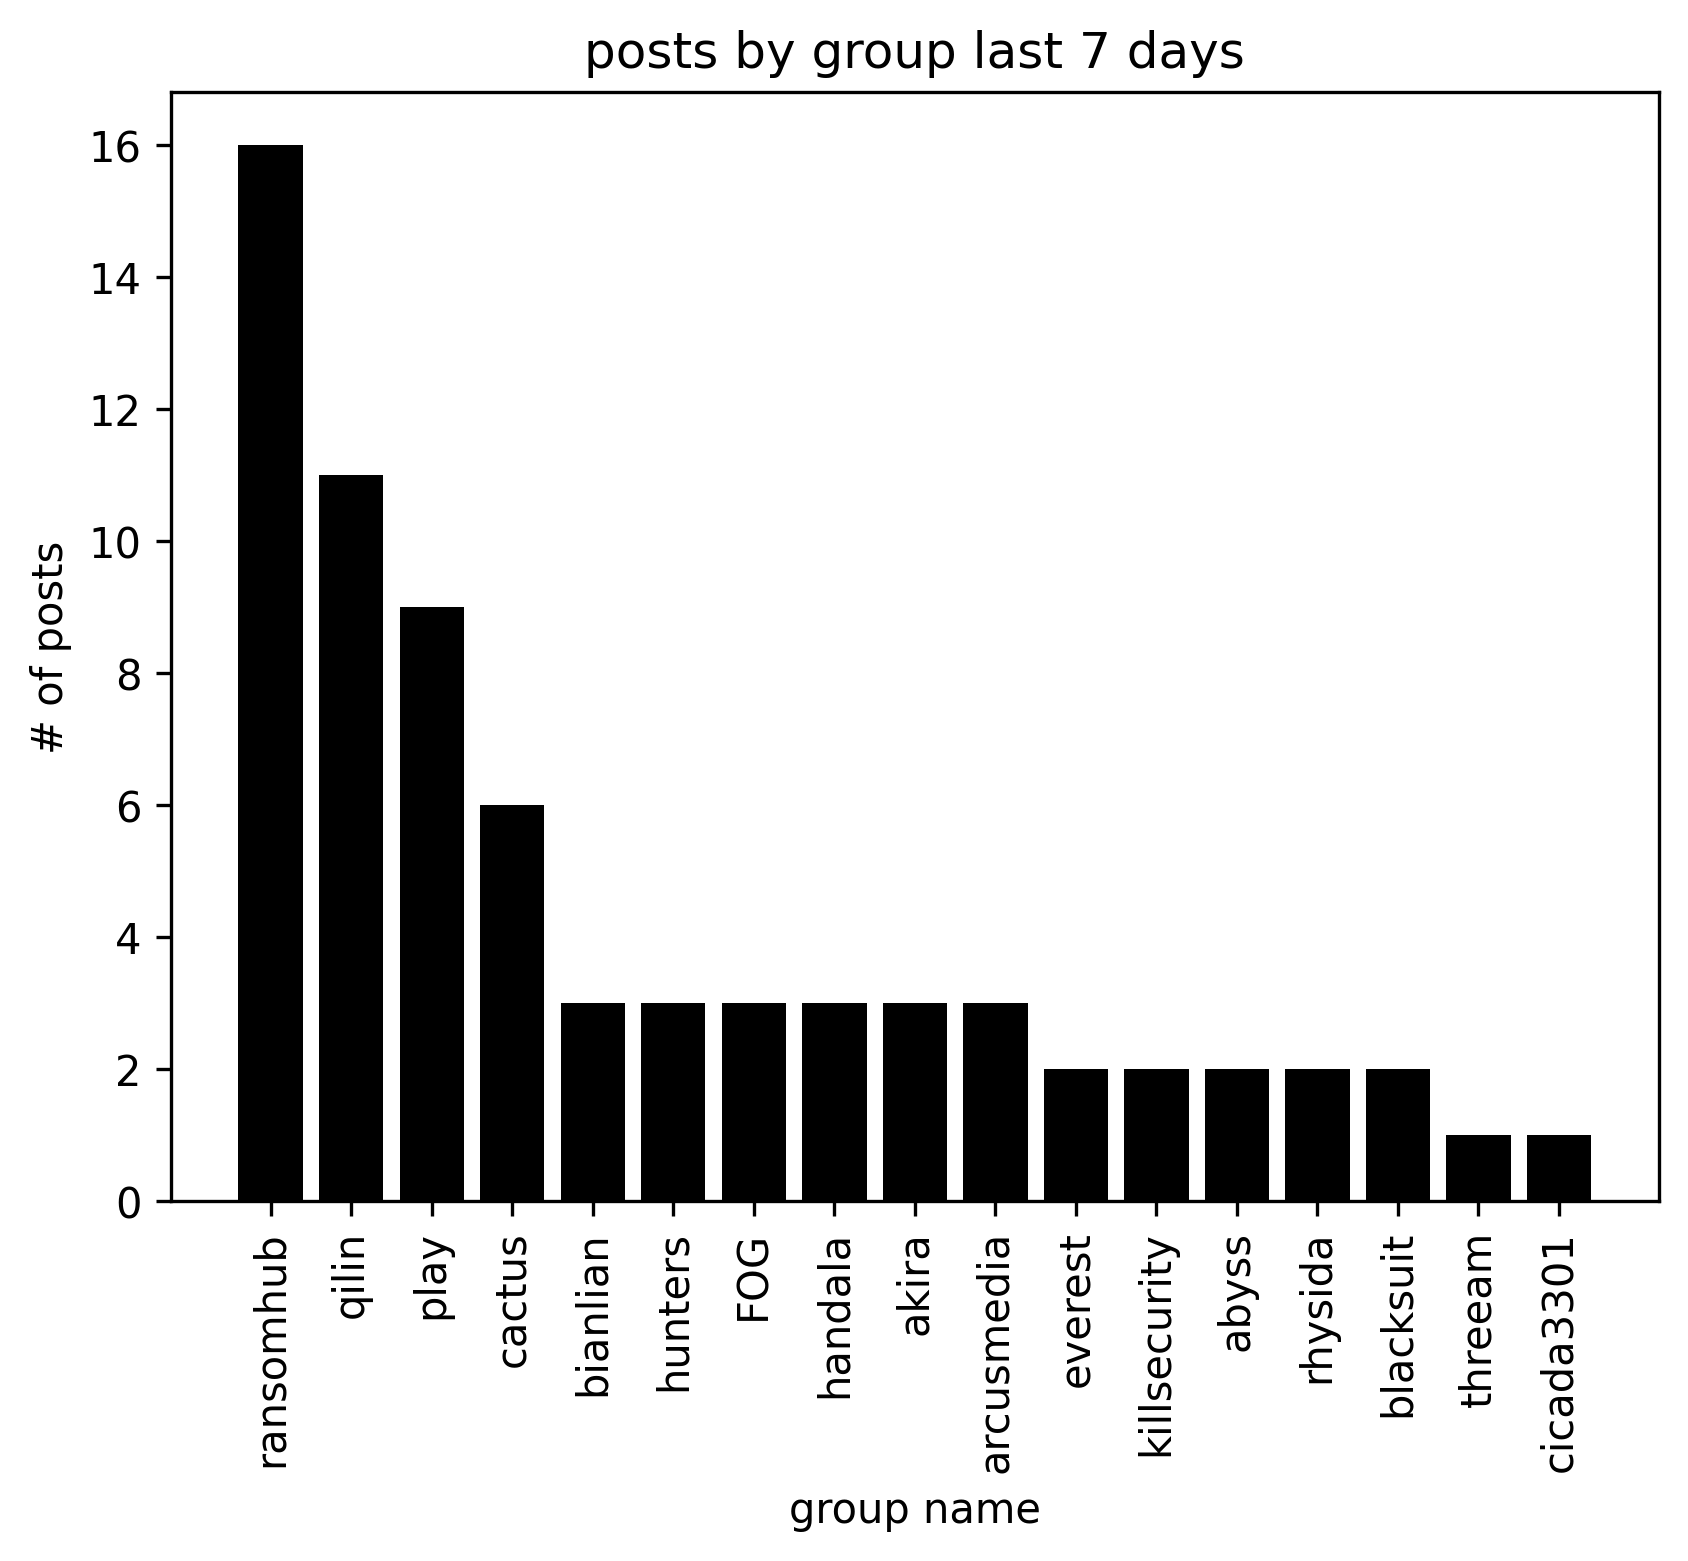 posts by group last 7 days
# of posts
16
14
12
10
8
6
4
2
0
ransomhub
qilin
play
cactus
bianlian
hunters
FOG
handala
akira
arcusmedia
everest
killsecurity
abyss
rhysida
blacksuit
threeam
cicada3301
group name